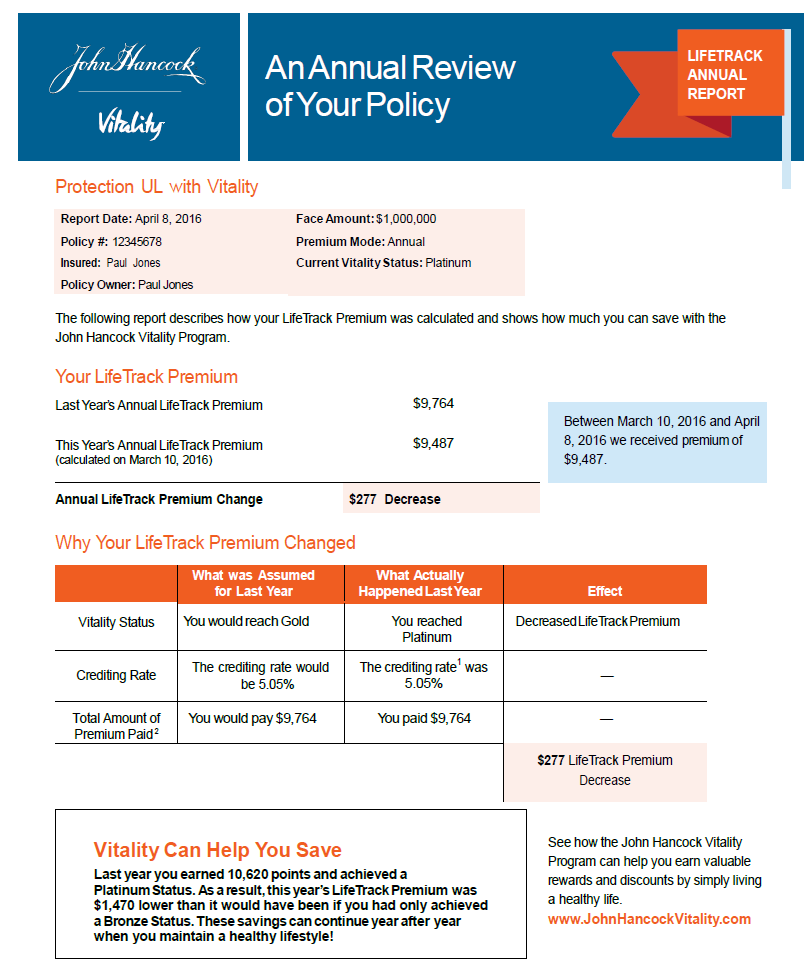 John Hancock
Vitality
An Annual Review
of Your Policy
LIFETRACK
ANNUAL
REPORT
Protection UL with Vitality
Report Date: April 8, 2016
Face Amount: $1,000,000
Policy #: 12345678
Premium Mode: Annual
Insured: Paul Jones
Current Vitality Status: Platinum
Policy Owner: Paul Jones
The following report describes how your LifeTrack Premium was calculated and shows how much you can save with the
John Hancock Vitality Program.
Your LifeTrack Premium
Last Year's Annual LifeTrack Premium
$9,764
This Year's Annual LifeTrack Premium
$9,487
(calculated on March 10, 2016)
Between March 10, 2016 and April
8, 2016 we received premium of
$9,487.
Annual LifeTrack Premium Change
$277 Decrease
Why Your LifeTrack Premium Changed
What was Assumed
for Last Year
What Actually
Happened Last Year
Effect
Vitality Status
You would reach Gold
You reached
Platinum
Decreased LifeTrack Premium
Crediting Rate
The crediting rate would
be 5.05%
The crediting rate¹ was
5.05%
—
Total Amount of
Premium Paid²
You would pay $9,764
You paid $9,764
—
$277 LifeTrack Premium
Decrease
Vitality Can Help You Save
Last year you earned 10,620 points and achieved a
Platinum Status. As a result, this year's LifeTrack Premium was
$1,470 lower than it would have been if you had only achieved
a Bronze Status. These savings can continue year after year
when you maintain a healthy lifestyle!
See how the John Hancock Vitality
Program can help you earn valuable
rewards and discounts by simply living
a healthy life.
www.JohnHancockVitality.com